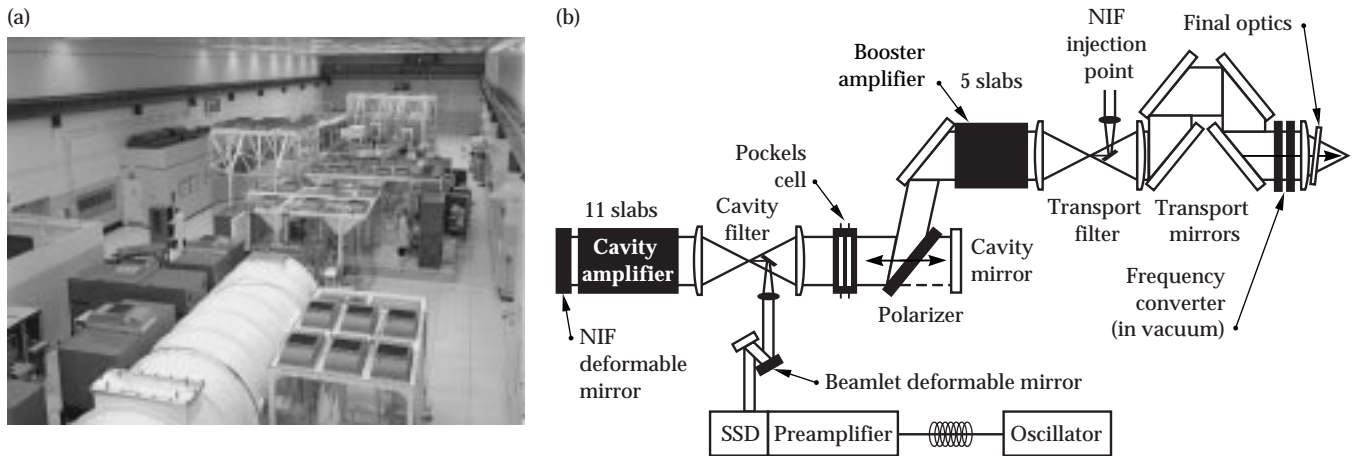 (a)
(b)
NIF
injection
point
Final optics
Booster
amplifier
5 slabs
Pockels
cell
11 slabs
Cavity
filter
Cavity
amplifier
Cavity
mirror
Transport
filter
Transport
mirrors
Polarizer
Frequency
converter
(in vacuum)
NIF
deformable
mirror
Beamlet deformable mirror
SSD
Preamplifier
Oscillator